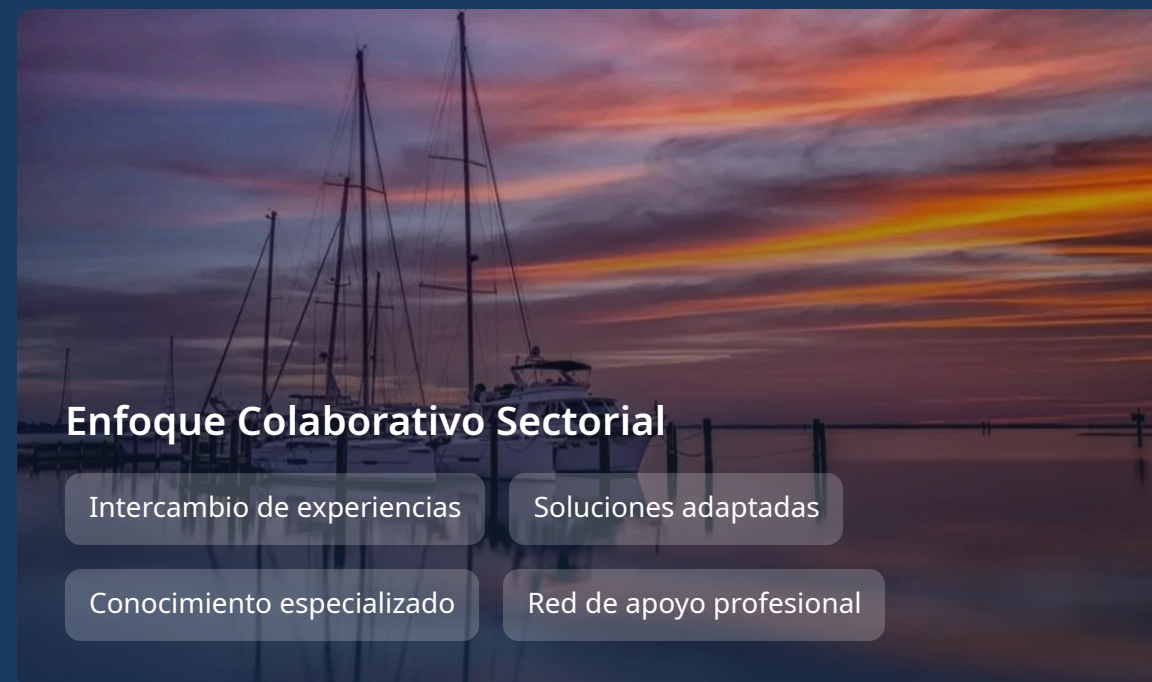 Enfoque Colaborativo Sectorial
Intercambio de experiencias
Soluciones adaptadas
Conocimiento especializado
Red de apoyo profesional